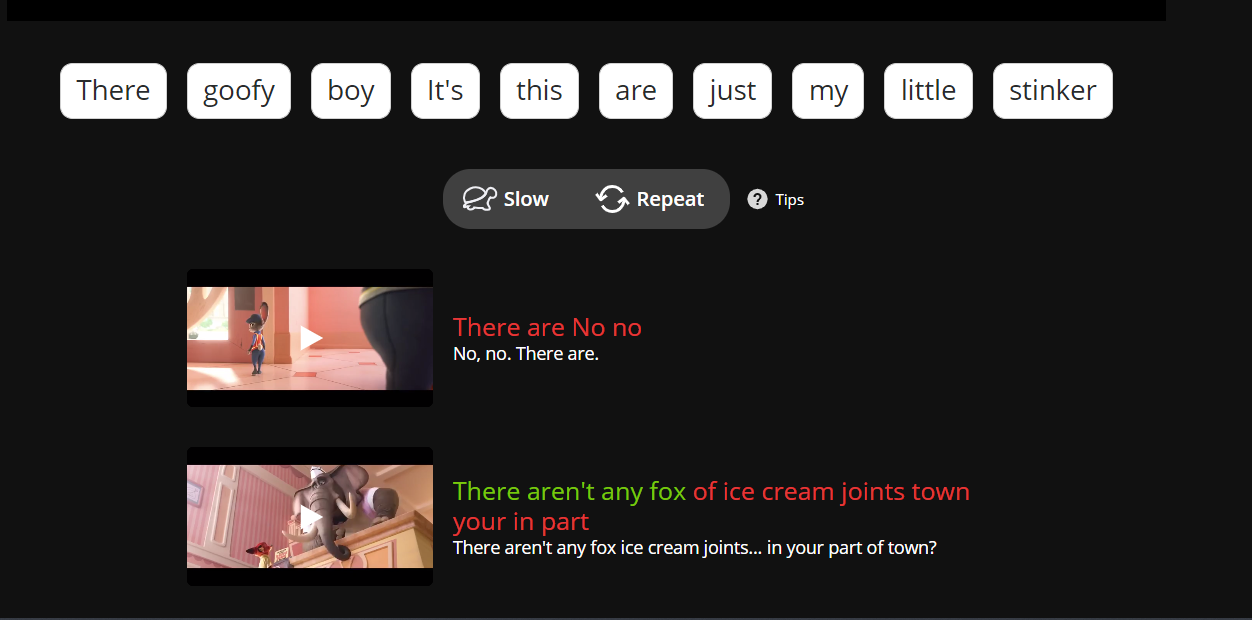 There goofy boy It's this are just my little stinker
Slow Repeat ? Tips
There are No no
No, no. There are.
There aren't any fox of ice cream joints town
your in part
There aren't any fox ice cream joints... in your part of town?